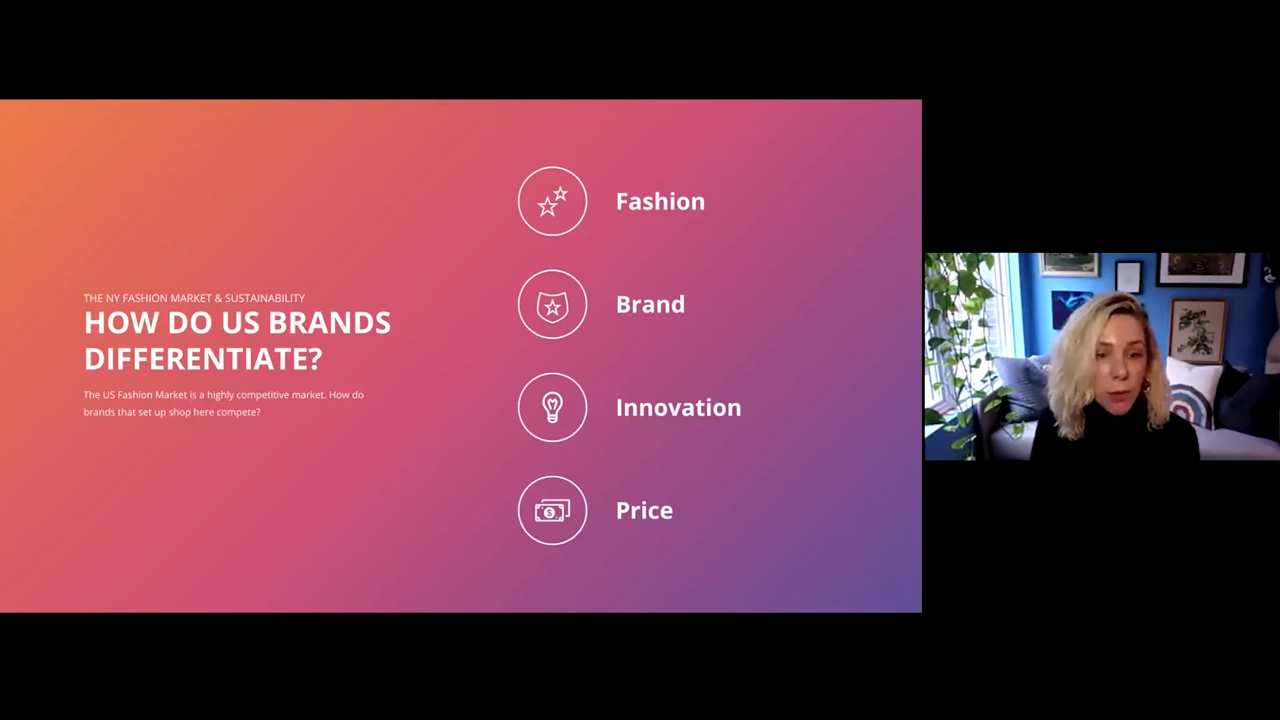 THE NY FASHION MARKET & SUSTAINABILITY
HOW DO US BRANDS
DIFFERENTIATE?
The US Fashion Market is a highly competitive market. How do
brands that set up shop here compete?
Fashion
Brand
Innovation
Price